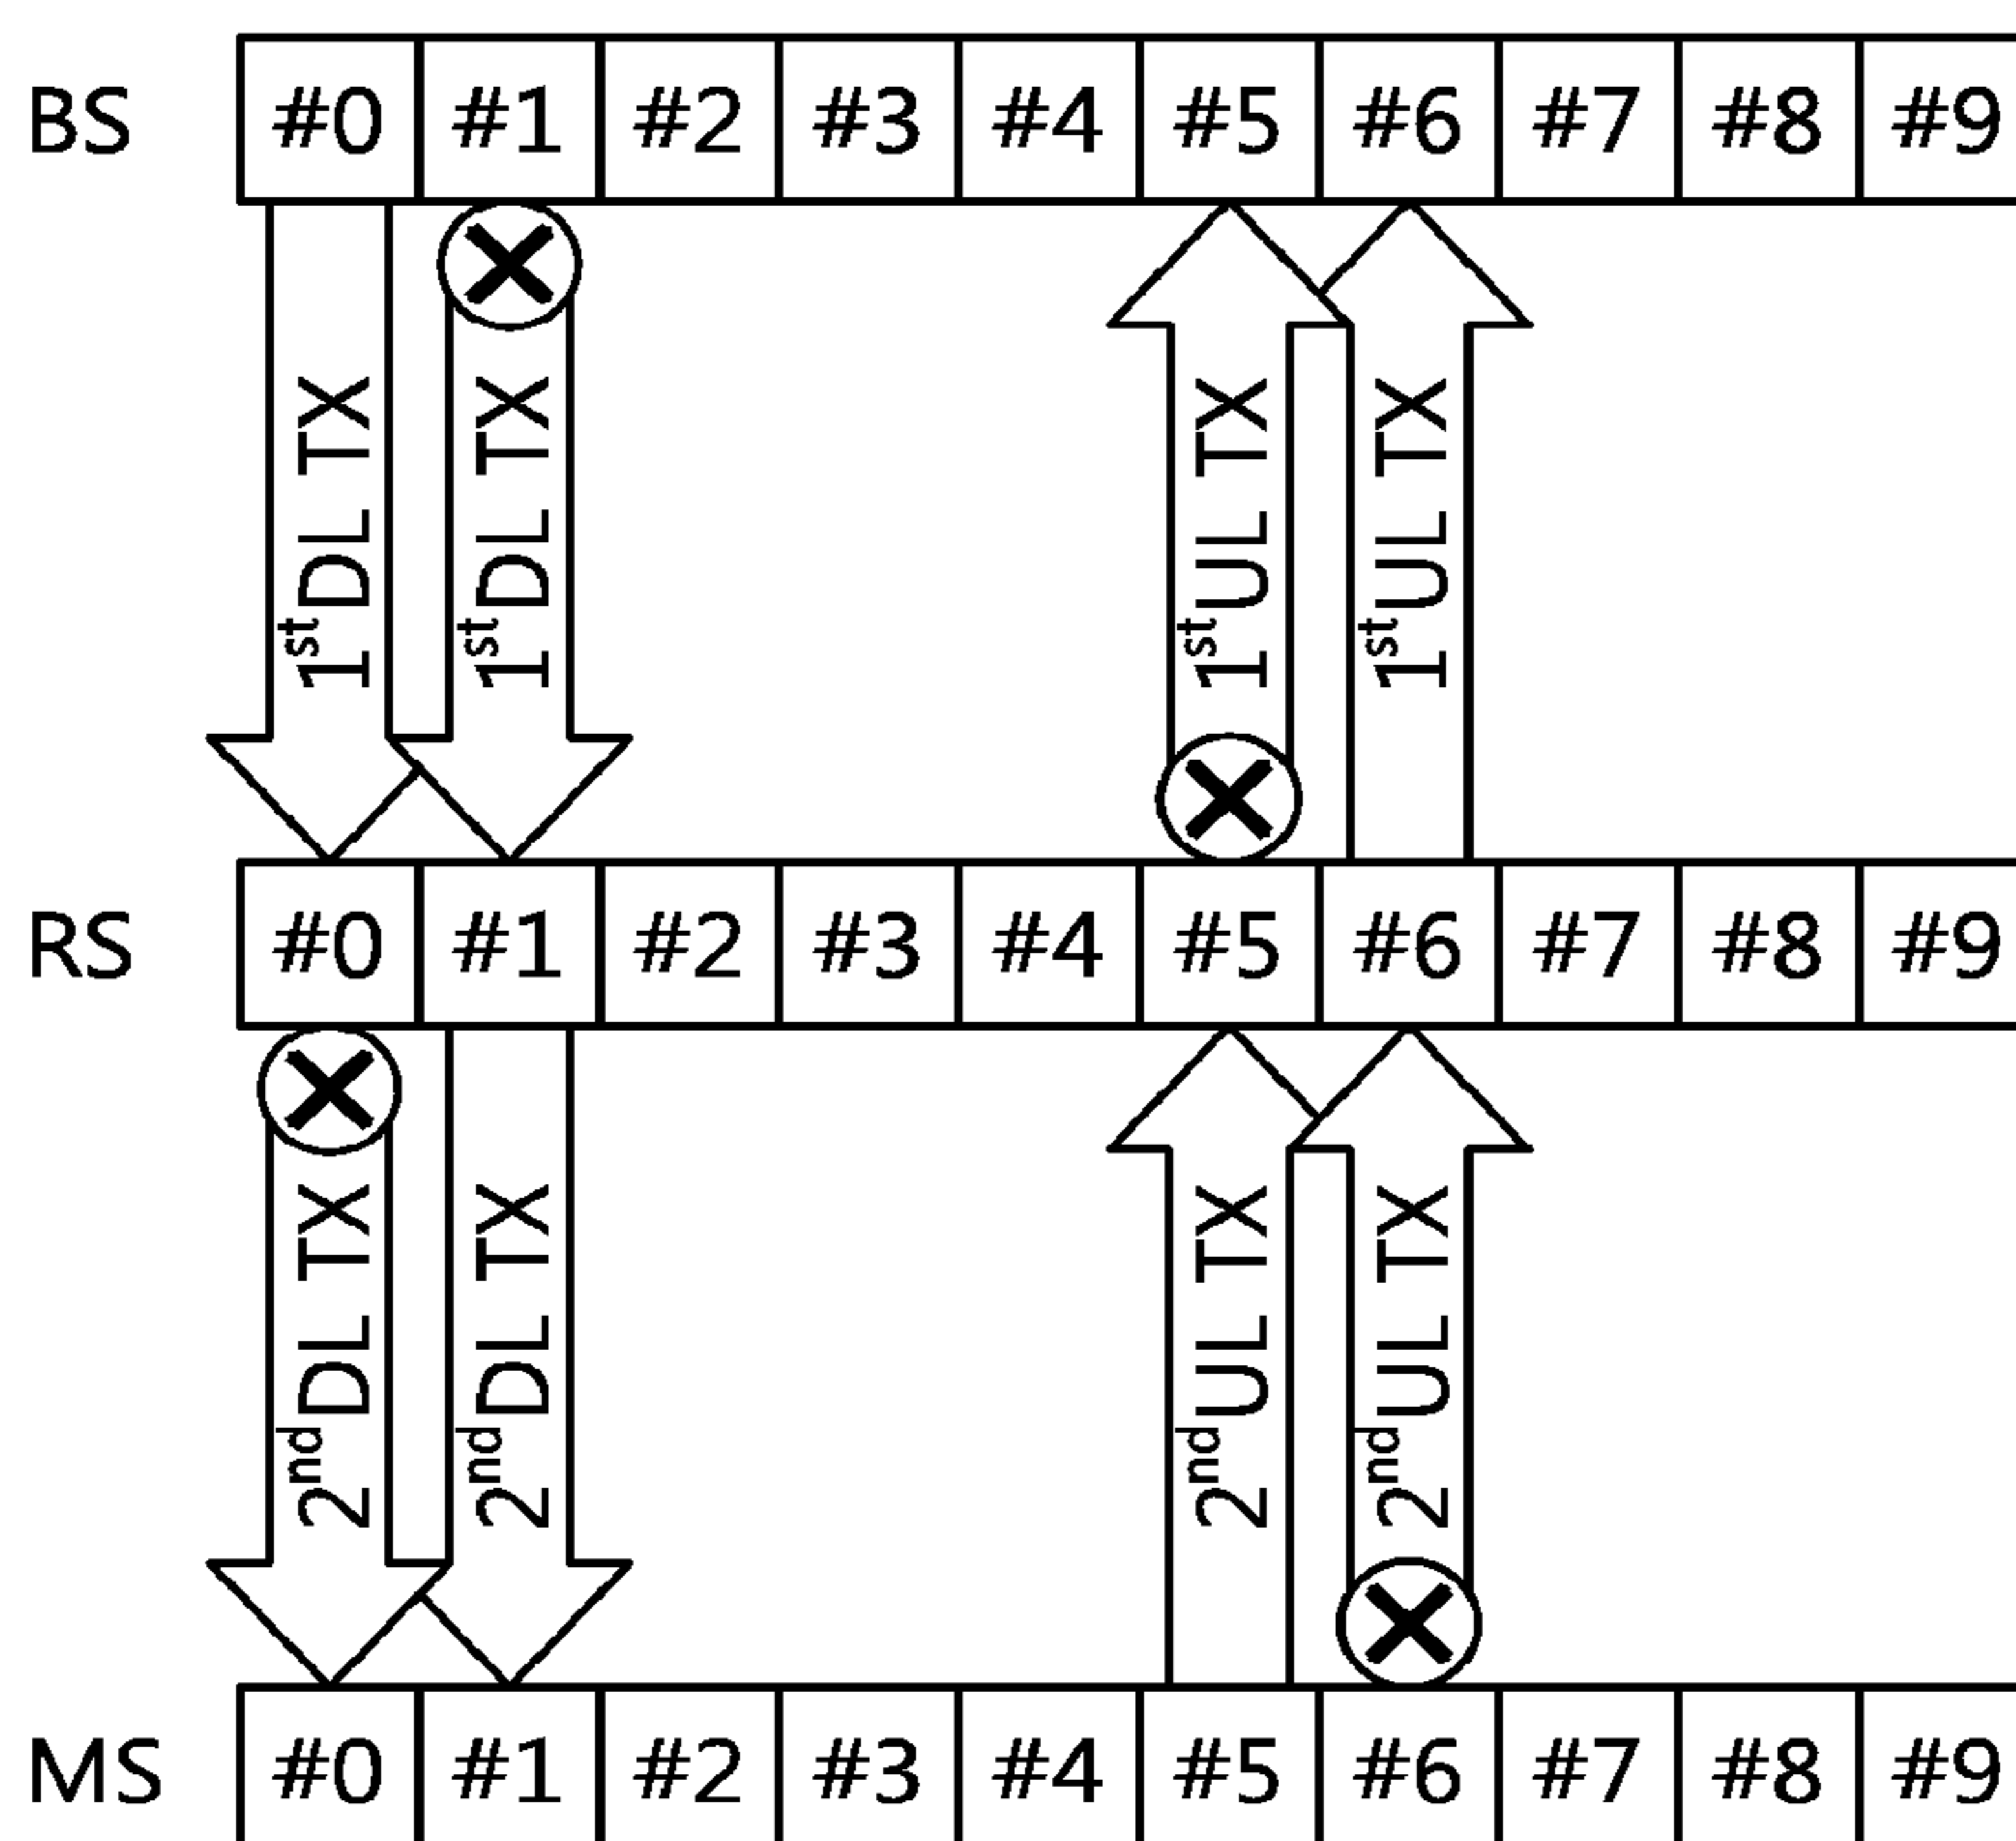 BS #0 #1 #2 #3 #4 #5 #6 #7 #8 #9
1st DL TX
1st DL TX
1st UL TX
1st UL TX
RS #0 #1 #2 #3 #4 #5 #6 #7 #8 #9
2nd DL TX
2nd DL TX
2nd UL TX
2nd UL TX
MS #0 #1 #2 #3 #4 #5 #6 #7 #8 #9